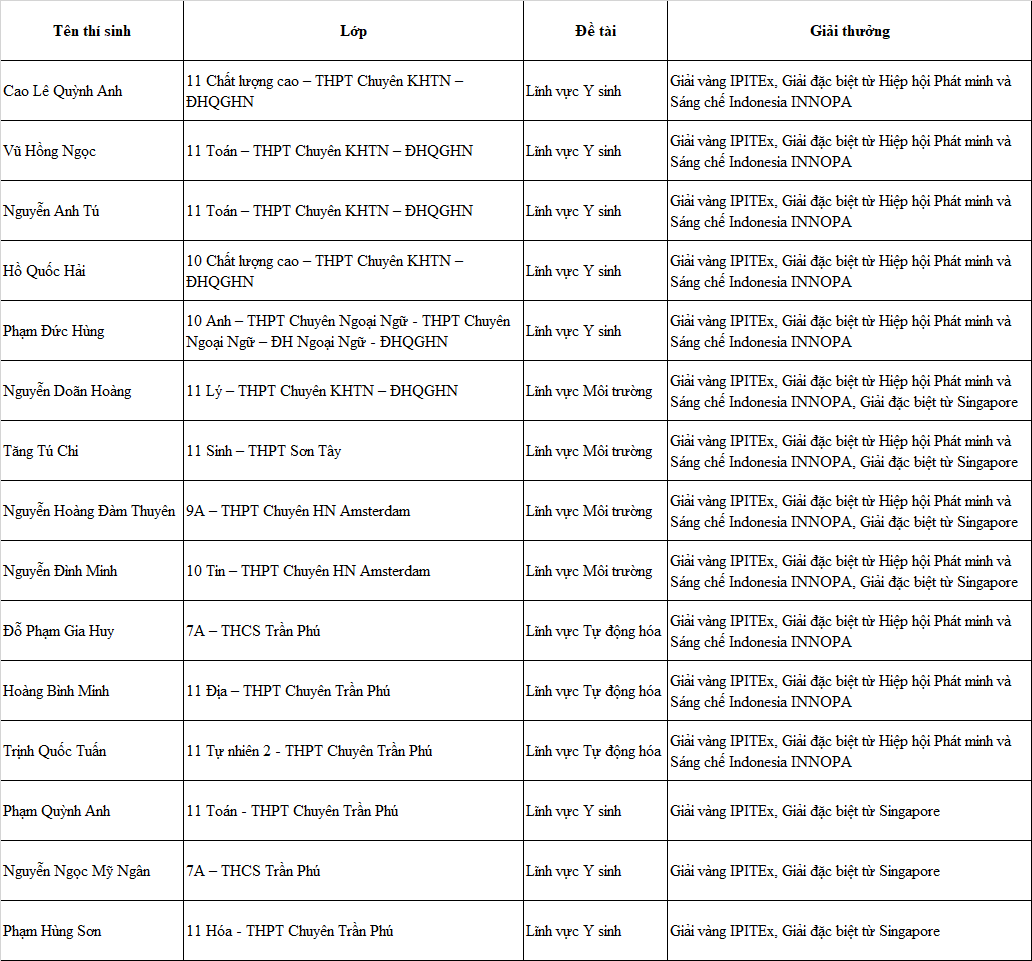 Tên thí sinh Lớp Đề tài Giải thưởng
Cao Lê Quỳnh Anh
11 Chất lượng cao – THPT Chuyên KHTN –
ĐHQGHN
Lĩnh vực Y sinh
Giải vàng IPITEx, Giải đặc biệt từ Hiệp hội Phát minh và
Sáng chế Indonesia INNOPA
Vũ Hồng Ngọc
11 Toán – THPT Chuyên KHTN – ĐHQGHN
Lĩnh vực Y sinh
Giải vàng IPITEx, Giải đặc biệt từ Hiệp hội Phát minh và
Sáng chế Indonesia INNOPA
Nguyễn Anh Tú
11 Toán – THPT Chuyên KHTN – ĐHQGHN
Lĩnh vực Y sinh
Giải vàng IPITEx, Giải đặc biệt từ Hiệp hội Phát minh và
Sáng chế Indonesia INNOPA
Hồ Quốc Hải
10 Chất lượng cao – THPT Chuyên KHTN –
ĐHQGHN
Lĩnh vực Y sinh
Giải vàng IPITEx, Giải đặc biệt từ Hiệp hội Phát minh và
Sáng chế Indonesia INNOPA
Phạm Đức Hùng
10 Anh – THPT Chuyên Ngoại Ngữ - THPT Chuyên
Ngoại Ngữ – ĐH Ngoại Ngữ - ĐHQGHN
Lĩnh vực Y sinh
Giải vàng IPITEx, Giải đặc biệt từ Hiệp hội Phát minh và
Sáng chế Indonesia INNOPA
Nguyễn Doãn Hoàng
11 Lý – THPT Chuyên KHTN – ĐHQGHN
Lĩnh vực Môi trường
Giải vàng IPITEx, Giải đặc biệt từ Hiệp hội Phát minh và
Sáng chế Indonesia INNOPA, Giải đặc biệt từ Singapore
Tăng Tú Chi
11 Sinh – THPT Sơn Tây
Lĩnh vực Môi trường
Giải vàng IPITEx, Giải đặc biệt từ Hiệp hội Phát minh và
Sáng chế Indonesia INNOPA, Giải đặc biệt từ Singapore
Nguyễn Hoàng Đàm Thuyên
9A – THPT Chuyên HN Amsterdam
Lĩnh vực Môi trường
Giải vàng IPITEx, Giải đặc biệt từ Hiệp hội Phát minh và
Sáng chế Indonesia INNOPA, Giải đặc biệt từ Singapore
Nguyễn Đinh Minh
10 Tin – THPT Chuyên HN Amsterdam
Lĩnh vực Môi trường
Giải vàng IPITEx, Giải đặc biệt từ Hiệp hội Phát minh và
Sáng chế Indonesia INNOPA, Giải đặc biệt từ Singapore
Đỗ Phạm Gia Huy
7A – THCS Trần Phú
Lĩnh vực Tự động hóa
Giải vàng IPITEx, Giải đặc biệt từ Hiệp hội Phát minh và
Sáng chế Indonesia INNOPA
Hoàng Bình Minh
11 Địa – THPT Chuyên Trần Phú
Lĩnh vực Tự động hóa
Giải vàng IPITEx, Giải đặc biệt từ Hiệp hội Phát minh và
Sáng chế Indonesia INNOPA
Trịnh Quốc Tuấn
11 Tự nhiên 2 - THPT Chuyên Trần Phú
Lĩnh vực Tự động hóa
Giải vàng IPITEx, Giải đặc biệt từ Hiệp hội Phát minh và
Sáng chế Indonesia INNOPA
Phạm Quỳnh Anh
11 Toán - THPT Chuyên Trần Phú
Lĩnh vực Y sinh
Giải vàng IPITEx, Giải đặc biệt từ Singapore
Nguyễn Ngọc Mỹ Ngân
7A – THCS Trần Phú
Lĩnh vực Y sinh
Giải vàng IPITEx, Giải đặc biệt từ Singapore
Phạm Hùng Sơn
11 Hóa - THPT Chuyên Trần Phú
Lĩnh vực Y sinh
Giải vàng IPITEx, Giải đặc biệt từ Singapore